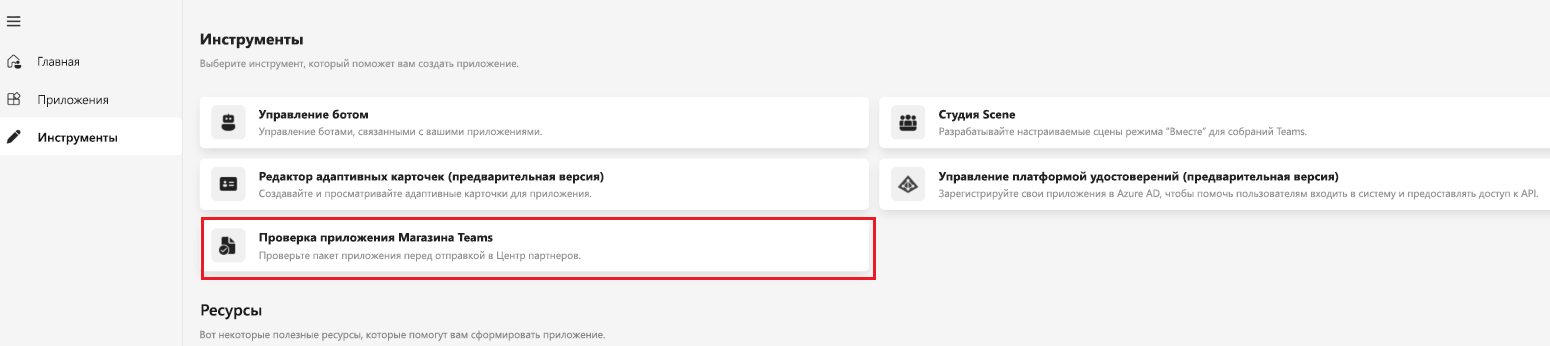 Главная
Приложения
Инструменты
Инструменты
Выберите инструмент, который поможет вам создать приложение.
Управление ботом
Управление ботами, связанными с вашими приложениями.
Студия Scene
Разрабатывайте настраиваемые сцены режима "Вместе" для собраний Teams.
Редактор адаптивных карточек (предварительная версия)
Создавайте и просматривайте адаптивные карточки для приложения.
Управление платформой удостоверений (предварительная версия)
Зарегистрируйте свои приложения в Azure AD, чтобы помочь пользователям входить в систему и предоставлять доступ к API.
Проверка приложения Магазина Teams
Проверьте пакет приложения перед отправкой в Центр партнеров.
Ресурсы
Вот некоторые полезные ресурсы, которые помогут вам сформировать приложение.